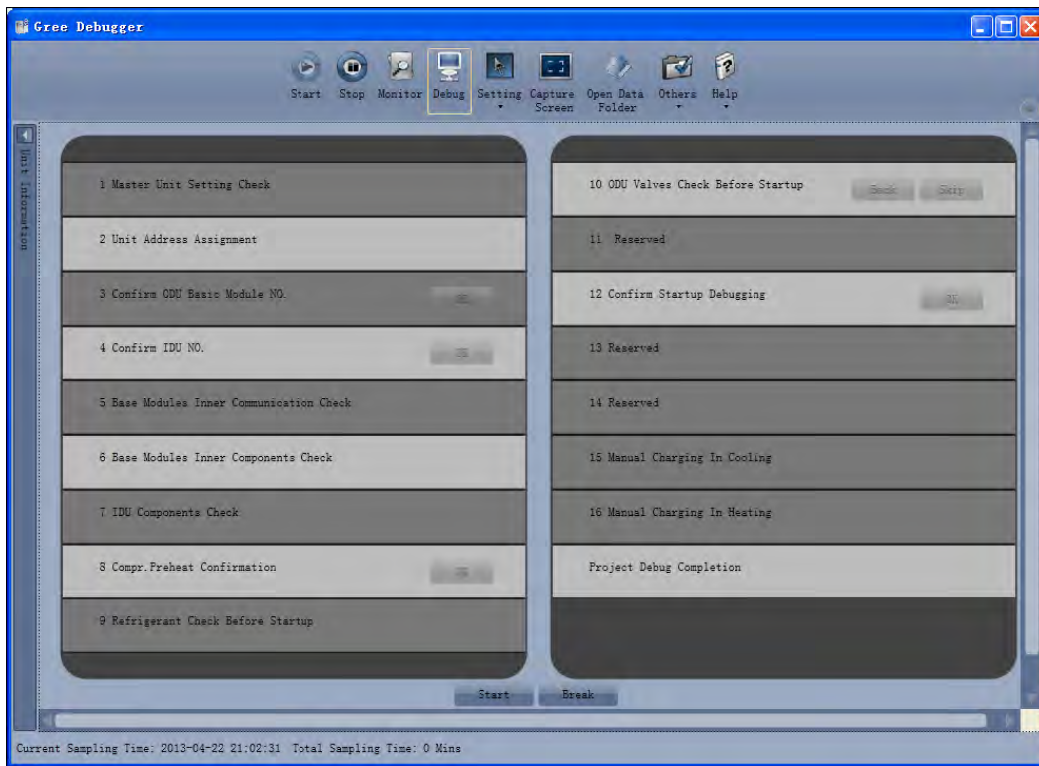 Gree Debugger
Start Stop Monitor Debug Setting Capture Screen Open Data Folder Others Help
Unit Information
1 Master Unit Setting Check
2 Unit Address Assignment
3 Confirm ODU Basic Module NO.
OK
4 Confirm IDU NO.
OK
5 Base Modules Inner Communication Check
6 Base Modules Inner Components Check
7 IDU Components Check
8 Compr.Preheat Confirmation
OK
9 Refrigerant Check Before Startup
10 ODU Valves Check Before Startup
Back Skip
11 Reserved
12 Confirm Startup Debugging
OK
13 Reserved
14 Reserved
15 Manual Charging In Cooling
16 Manual Charging In Heating
Project Debug Completion
Start Break
Current Sampling Time: 2013-04-22 21:02:31 Total Sampling Time: 0 Mins